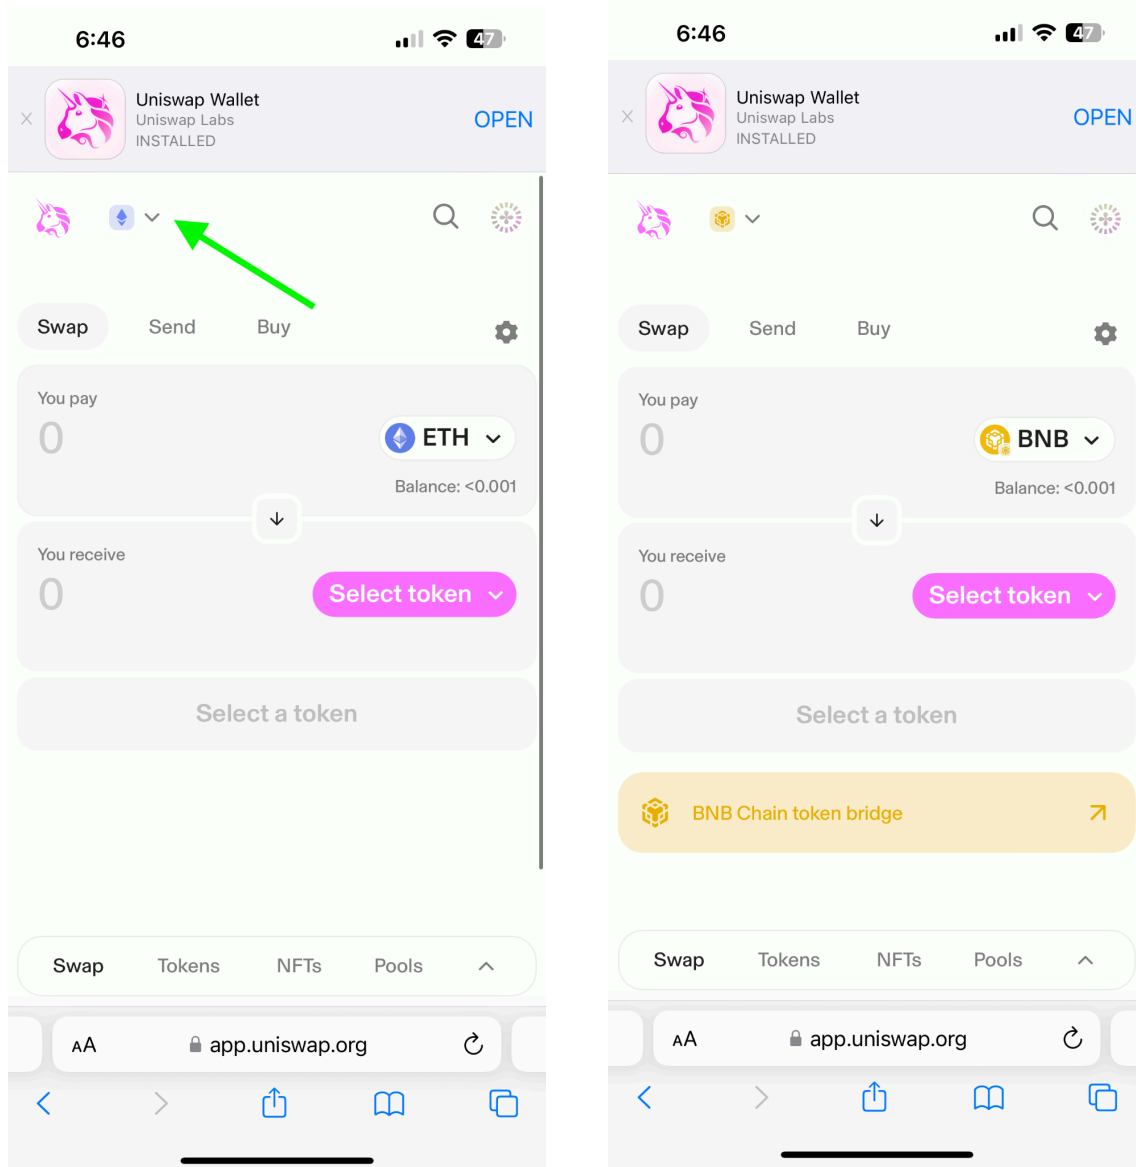 6:46
47
Uniswap Wallet
Uniswap Labs
INSTALLED
OPEN
Swap
Send
Buy
You pay
0
ETH
Balance: <0.001
You receive
0
Select token
Select a token
Swap
Tokens
NFTs
Pools
AA
app.uniswap.org
6:46
47
Uniswap Wallet
Uniswap Labs
INSTALLED
OPEN
Swap
Send
Buy
You pay
0
BNB
Balance: <0.001
You receive
0
Select token
Select a token
BNB Chain token bridge
Swap
Tokens
NFTs
Pools
AA
app.uniswap.org